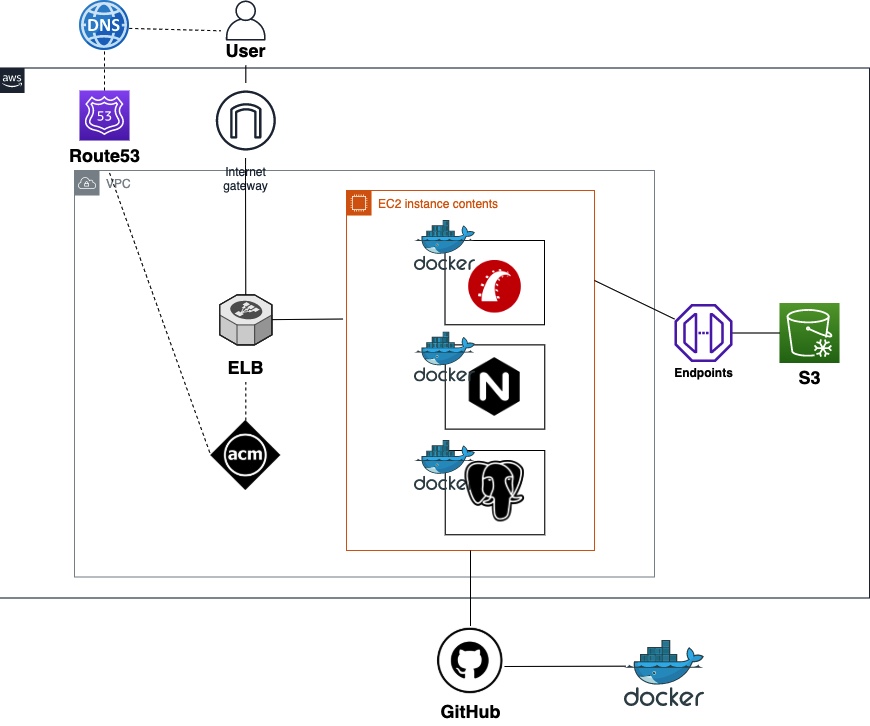 DNS
User
aws
53
Route53
Internet
gateway
VPC
EC2 instance contents
docker
docker
N
docker
ELB
Endpoints
S3
acm
GitHub
docker